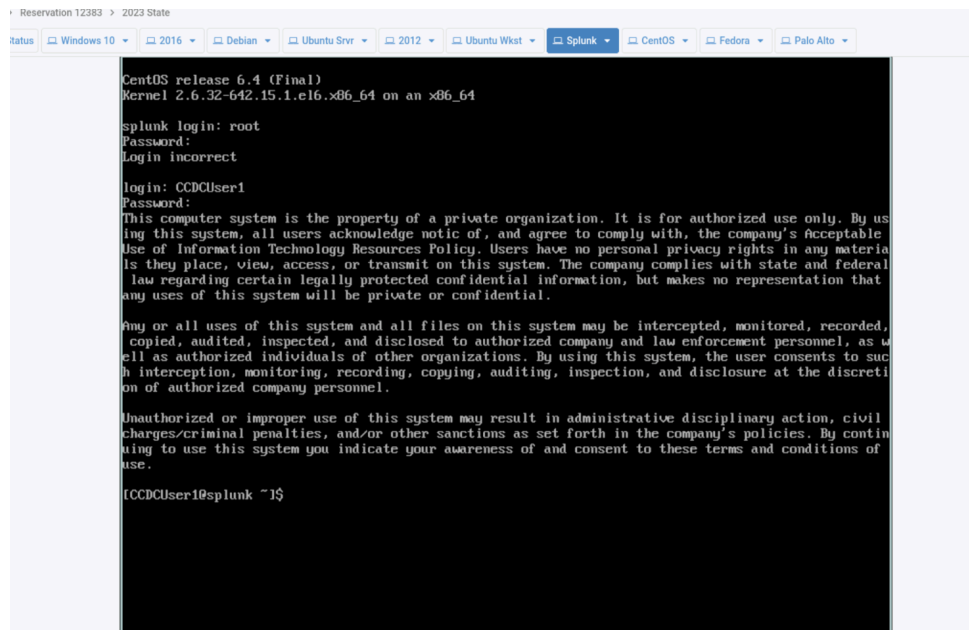 Reservation 12383 > 2023 State
Status Windows 10 2016 Debian Ubuntu Srvr 2012 Ubuntu Wkst Splunk CentOS Fedora Palo Alto
CentOS release 6.4 (Final)
Kernel 2.6.32-642.15.1.el6.x86_64 on an x86_64
splunk login: root
Password:
Login incorrect
login: CCDCUser1
Password:
This computer system is the property of a private organization. It is for authorized use only. By us
ing this system, all users acknowledge notic of, and agree to comply with, the company's Acceptable
Use of Information Technology Resources Policy. Users have no personal privacy rights in any materia
ls they place, view, access, or transmit on this system. The company complies with state and federal
law regarding certain legally protected confidential information, but makes no representation that
any uses of this system will be private or confidential.
Any or all uses of this system and all files on this system may be intercepted, monitored, recorded,
copied, audited, inspected, and disclosed to authorized company and law enforcement personnel, as w
ell as authorized individuals of other organizations. By using this system, the user consents to suc
h interception, monitoring, recording, copying, auditing, inspection, and disclosure at the discreti
on of authorized company personnel.
Unauthorized or improper use of this system may result in administrative disciplinary action, civil
charges/criminal penalties, and/or other sanctions as set forth in the company's policies. By contin
uing to use this system you indicate your awareness of and consent to these terms and conditions of
use.
[CCDCUser1@splunk ~]$